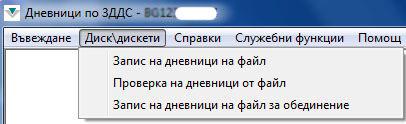 Дневници по ЗДДС - BG12
Въвеждане Диск\дискети Справки Служебни функции Помощ
Запис на дневници на файл
Проверка на дневници от файл
Запис на дневници на файл за обединение